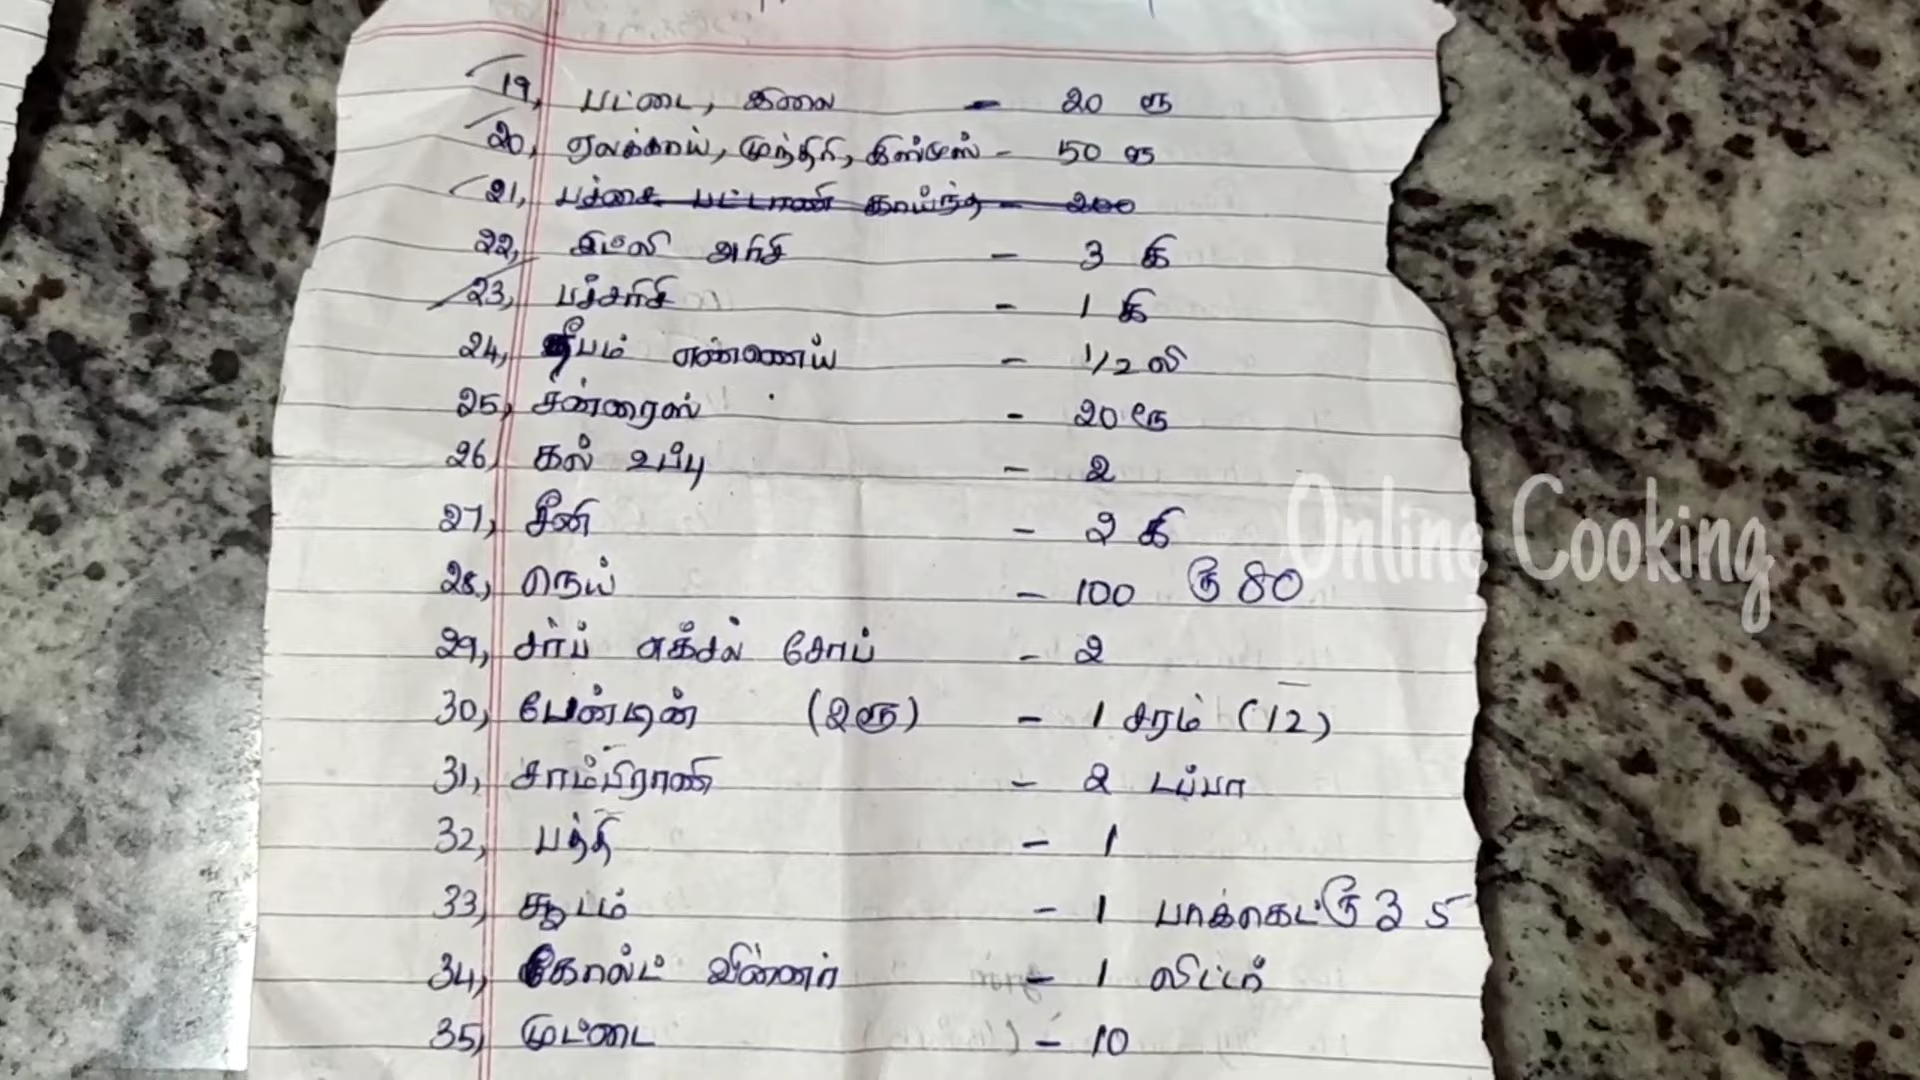 19, பட்டை, இலை - 20 ரூ
20, ஏலக்காய், முந்திரி, கிஸ்மிஸ் - 50 ரூ
21, பச்சை பட்டாணி காய்ந்த - 200
22, இட்லி அரிசி - 3 கி
23, பச்சரிசி - 1 கி
24, தீபம் எண்ணெய் - 1/2 லி
25, சன்ரைஸ் - 20 ரூ
26, கல் உப்பு - 2
27, சீனி - 2 கி
28, நெய் - 100 ரூ 80
29, சர்ப் எக்சல் சோப் - 2
30, பேன்டீன் (2ரூ) - 1 சரம் (12)
31, சாம்பிராணி - 2 டப்பா
32, பத்தி - 1
33, சூடம் - 1 பாக்கெட் ரூ 35
34, கோல்ட் வின்னர் - 1 லிட்டர்
35, முட்டை - 10
Online Cooking